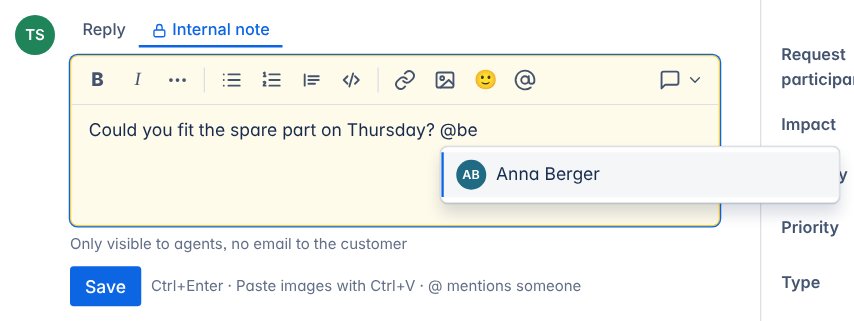 TS
Reply
Internal note
B I ...
Could you fit the spare part on Thursday? @be
AB Anna Berger
Only visible to agents, no email to the customer
Save
Ctrl+Enter · Paste images with Ctrl+V · @ mentions someone
Request
Impact
Priority
Type